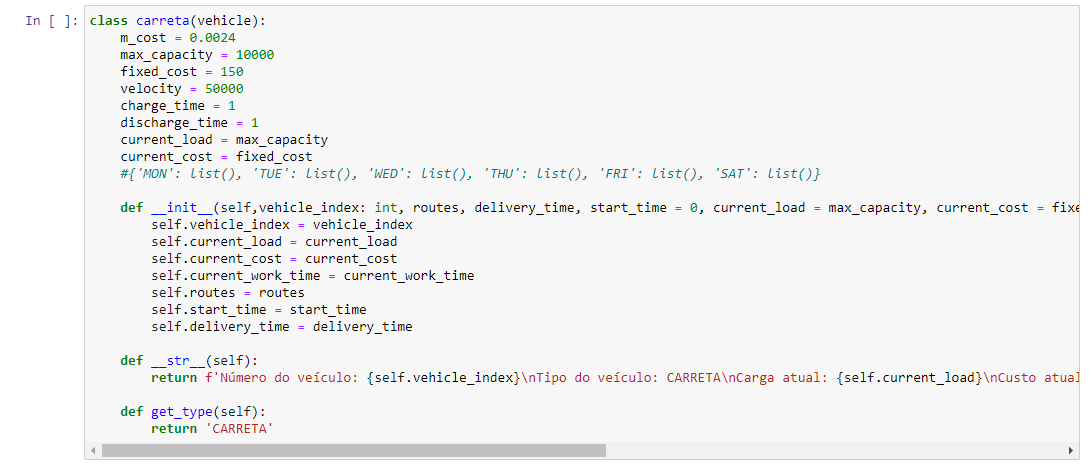 In [ ]: class carreta(vehicle):
    m_cost = 0.0024
    max_capacity = 10000
    fixed_cost = 150
    velocity = 50000
    charge_time = 1
    discharge_time = 1
    current_load = max_capacity
    current_cost = fixed_cost
    #{'MON': list(), 'TUE': list(), 'WED': list(), 'THU': list(), 'FRI': list(), 'SAT': list()}
    def __init__(self,vehicle_index: int, routes, delivery_time, start_time = 0, current_load = max_capacity, current_cost = fixe
        self.vehicle_index = vehicle_index
        self.current_load = current_load
        self.current_cost = current_cost
        self.current_work_time = current_work_time
        self.routes = routes
        self.start_time = start_time
        self.delivery_time = delivery_time
    def __str__(self):
        return f'Número do veículo: {self.vehicle_index}\nTipo do veículo: CARRETA\nCarga atual: {self.current_load}\nCusto atual
    def get_type(self):
        return 'CARRETA'